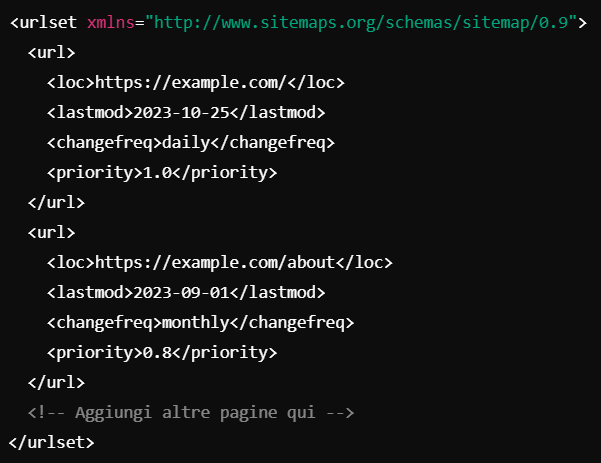 <urlset xmlns="http://www.sitemaps.org/schemas/sitemap/0.9">
  <url>
    <loc>https://example.com/</loc>
    <lastmod>2023-10-25</lastmod>
    <changefreq>daily</changefreq>
    <priority>1.0</priority>
  </url>
  <url>
    <loc>https://example.com/about</loc>
    <lastmod>2023-09-01</lastmod>
    <changefreq>monthly</changefreq>
    <priority>0.8</priority>
  </url>
  <!-- Aggiungi altre pagine qui -->
</urlset>